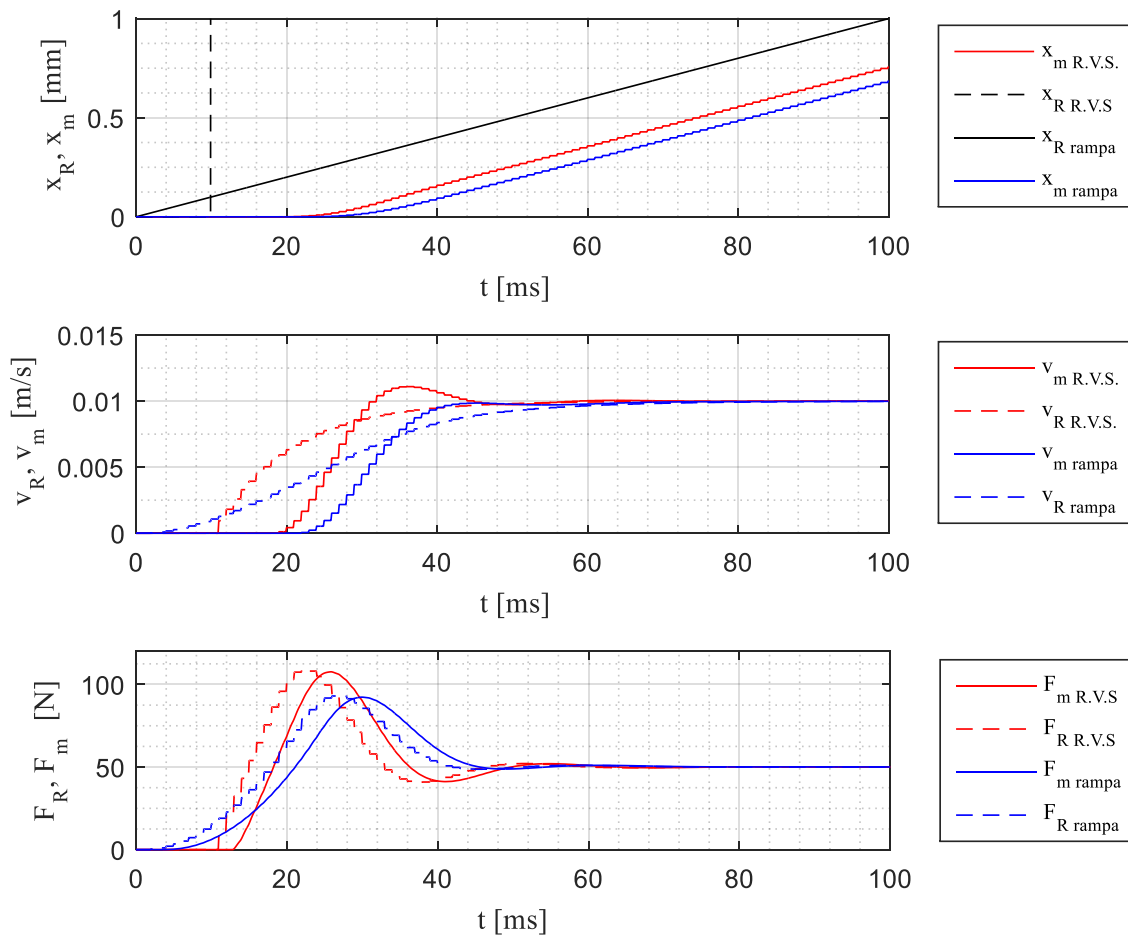 x_R, x_m [mm]
1
0.5
0
0 20 40 60 80 100
t [ms]
x_m R.V.S.
x_R R.V.S
x_R rampa
x_m rampa
v_R, v_m [m/s]
0.015
0.01
0.005
0
0 20 40 60 80 100
t [ms]
v_m R.V.S.
v_R R.V.S.
v_m rampa
v_R rampa
F_R, F_m [N]
100
50
0
0 20 40 60 80 100
t [ms]
F_m R.V.S
F_R R.V.S
F_m rampa
F_R rampa